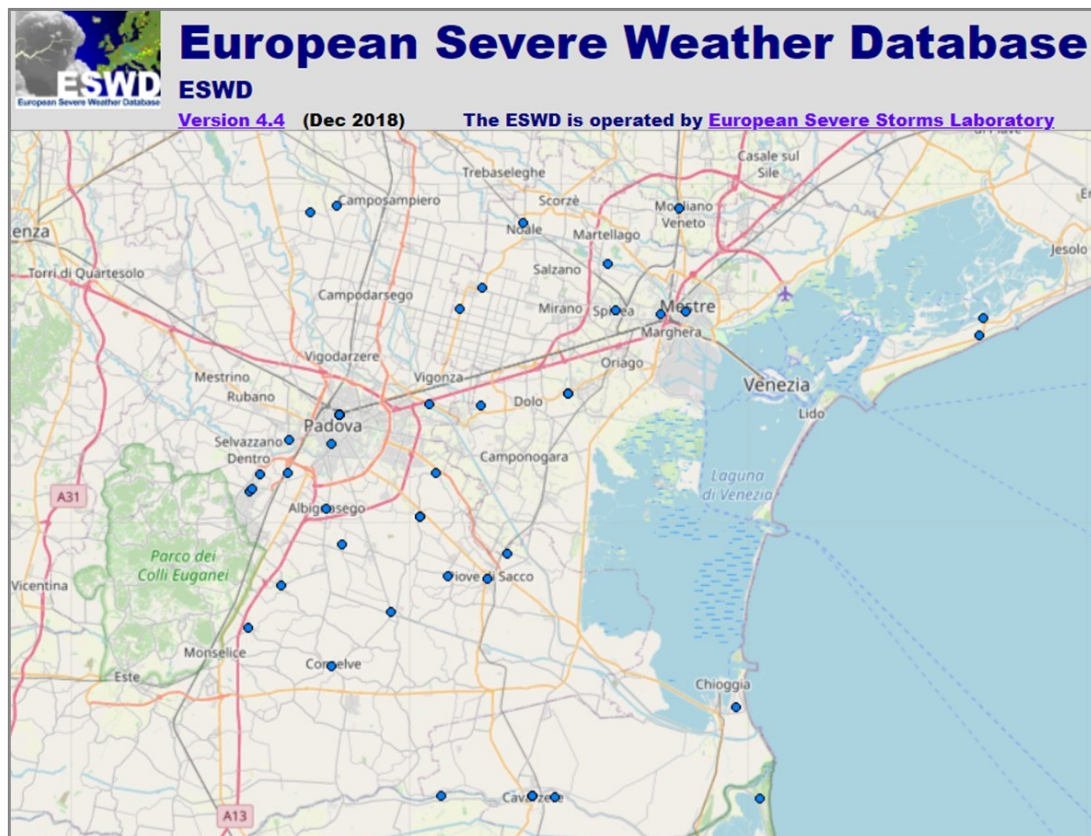 European Severe Weather Database
ESWD
European Severe Weather Database
ESWD
Version 4.4 (Dec 2018) The ESWD is operated by European Severe Storms Laboratory
Casale sul
Sile
Trebaseleghe
Camposampiero
Scorzè
Mogliano
Veneto
enza
Noale
Martellago
Jesolo
Torri di Quartesolo
Salzano
Campodarsego
Mirano
Spinea
Mestre
Marghera
Vigodarzere
Oriago
Mestrino
Vigonza
Venezia
Rubano
Dolo
Lido
Padova
Selvazzano
Dentro
Camponogara
Laguna
di Venezia
A31
Albignasego
Parco dei
Colli Euganei
Vicentina
Piove di Sacco
Monselice
Conselve
Este
Chioggia
Cavarzere
A13